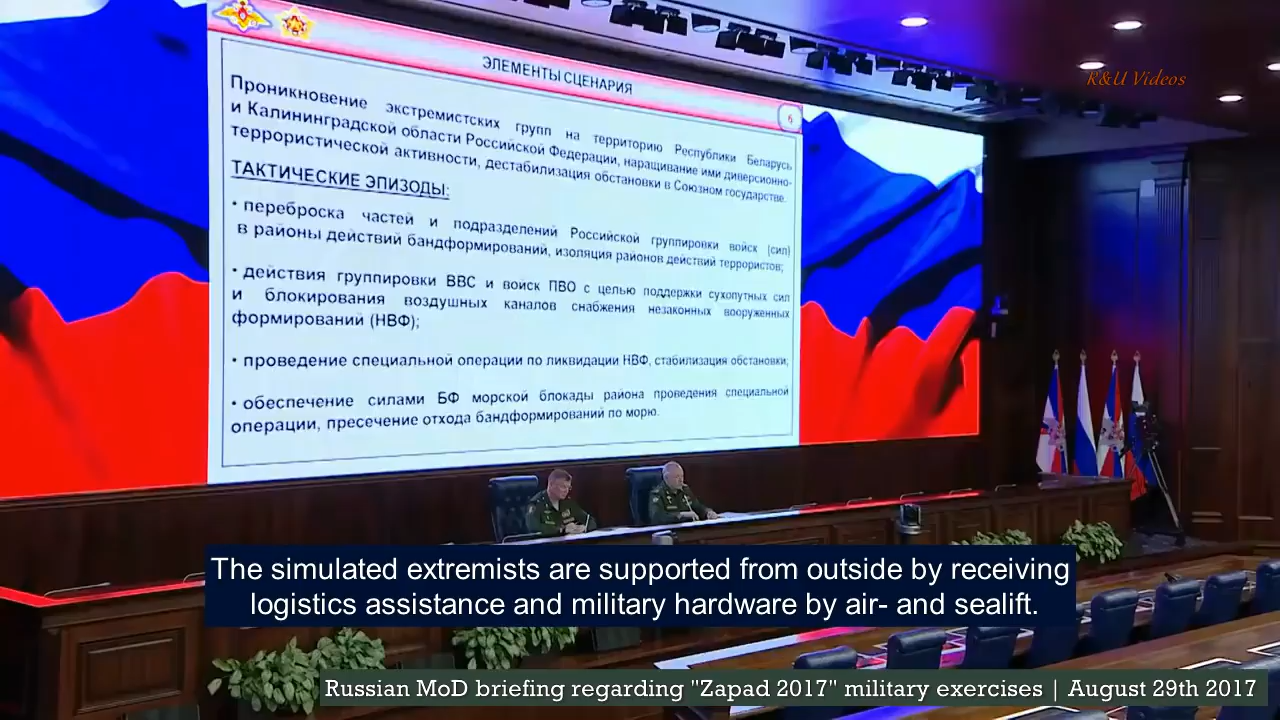 R&U Videos
ЭЛЕМЕНТЫ СЦЕНАРИЯ
6
Проникновение экстремистских групп на территорию Республики Беларусь
и Калининградской области Российской Федерации, наращивание ими диверсионно-
террористической активности, дестабилизация обстановки в Союзном государстве.
ТАКТИЧЕСКИЕ ЭПИЗОДЫ:
• переброска частей и подразделений Российской группировки войск (сил)
в районы действий бандформирований, изоляция районов действий террористов;
• действия группировки ВВС и войск ПВО с целью поддержки сухопутных сил
и блокирования воздушных каналов снабжения незаконных вооруженных
формирований (НВФ);
• проведение специальной операции по ликвидации НВФ, стабилизация обстановки;
• обеспечение силами БФ морской блокады района проведения специальной
операции, пресечение отхода бандформирований по морю.
The simulated extremists are supported from outside by receiving
logistics assistance and military hardware by air- and sealift.
Russian MoD briefing regarding "Zapad 2017" military exercises | August 29th 2017